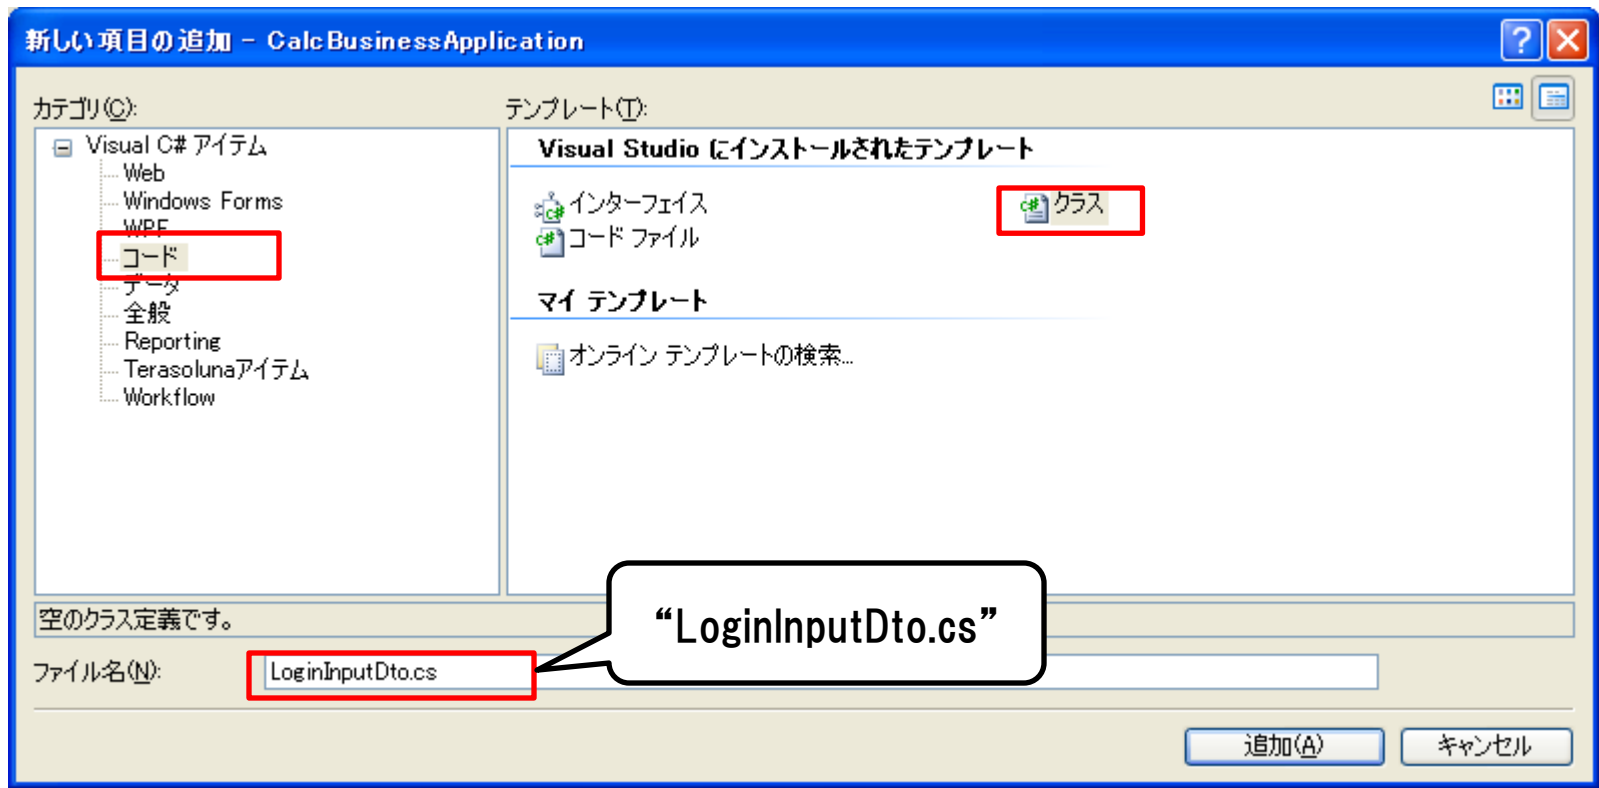 新しい項目の追加 - CalcBusinessApplication
カテゴリ(C):
テンプレート(T):
Visual C# アイテム
Web
Windows Forms
WPF
コード
データ
全般
Reporting
Terasolunaアイテム
Workflow
Visual Studio にインストールされたテンプレート
インターフェイス
クラス
コード ファイル
マイ テンプレート
オンライン テンプレートの検索...
空のクラス定義です。
“LoginInputDto.cs”
ファイル名(N):
LoginInputDto.cs
追加(A)
キャンセル